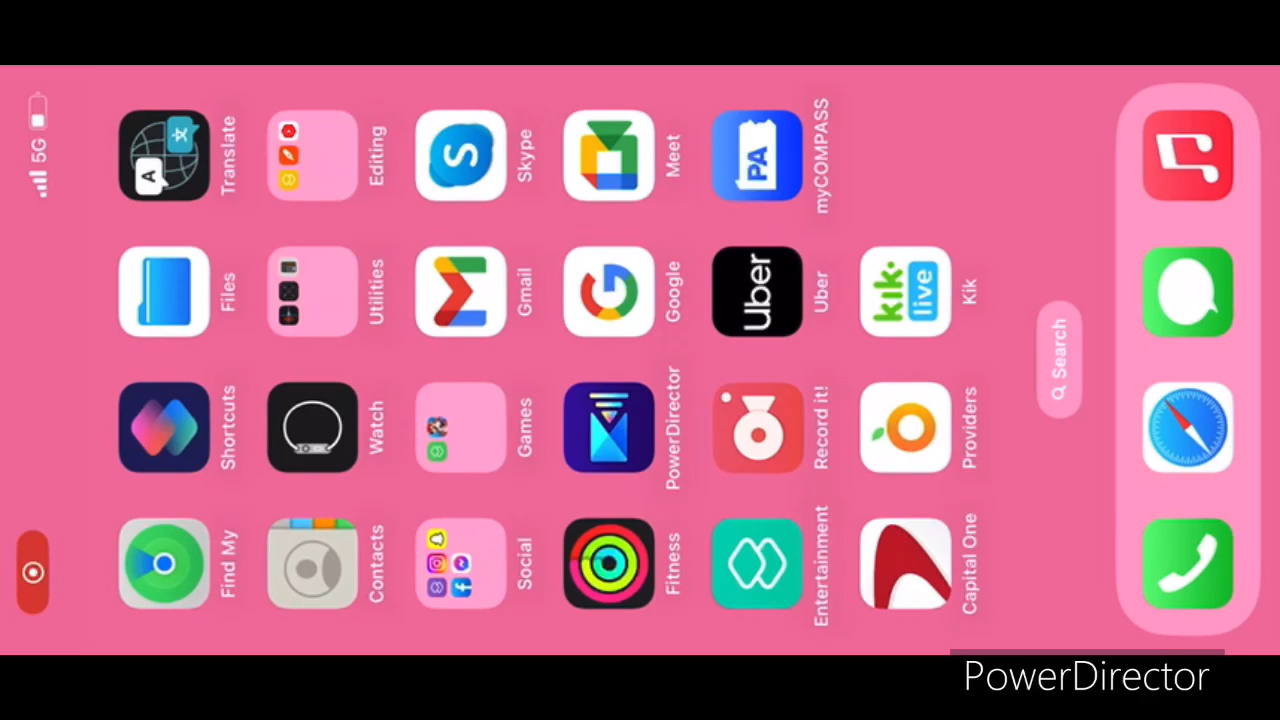 5G
Find My
Shortcuts
Files
A 文
Translate
Contacts
Watch
Utilities
Editing
Social
Games
Gmail
S
Skype
Fitness
PowerDirector
G
Google
Meet
Entertainment
Record it!
Uber
Uber
PA
myCOMPASS
Capital One
Providers
kik
live
Kik
Search
PowerDirector